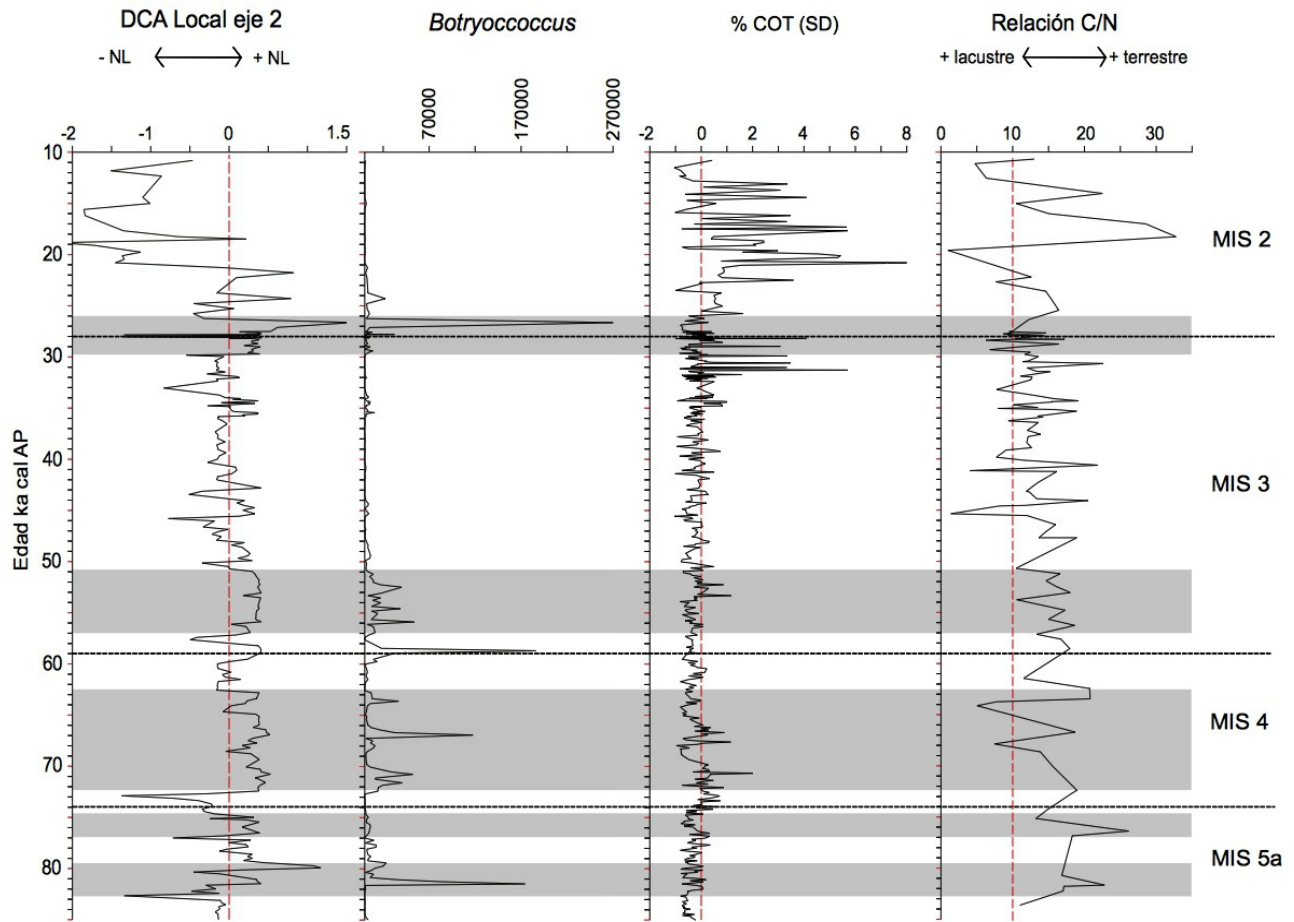 DCA Local eje 2
Botryoccoccus
% COT (SD)
Relación C/N
- NL
+ NL
+ lacustre
+ terrestre
70000
170000
270000
-2
-1
0
1.5
-2
0
2
4
6
8
0
10
20
30
10
20
30
40
50
60
70
80
Edad ka cal AP
MIS 2
MIS 3
MIS 4
MIS 5a